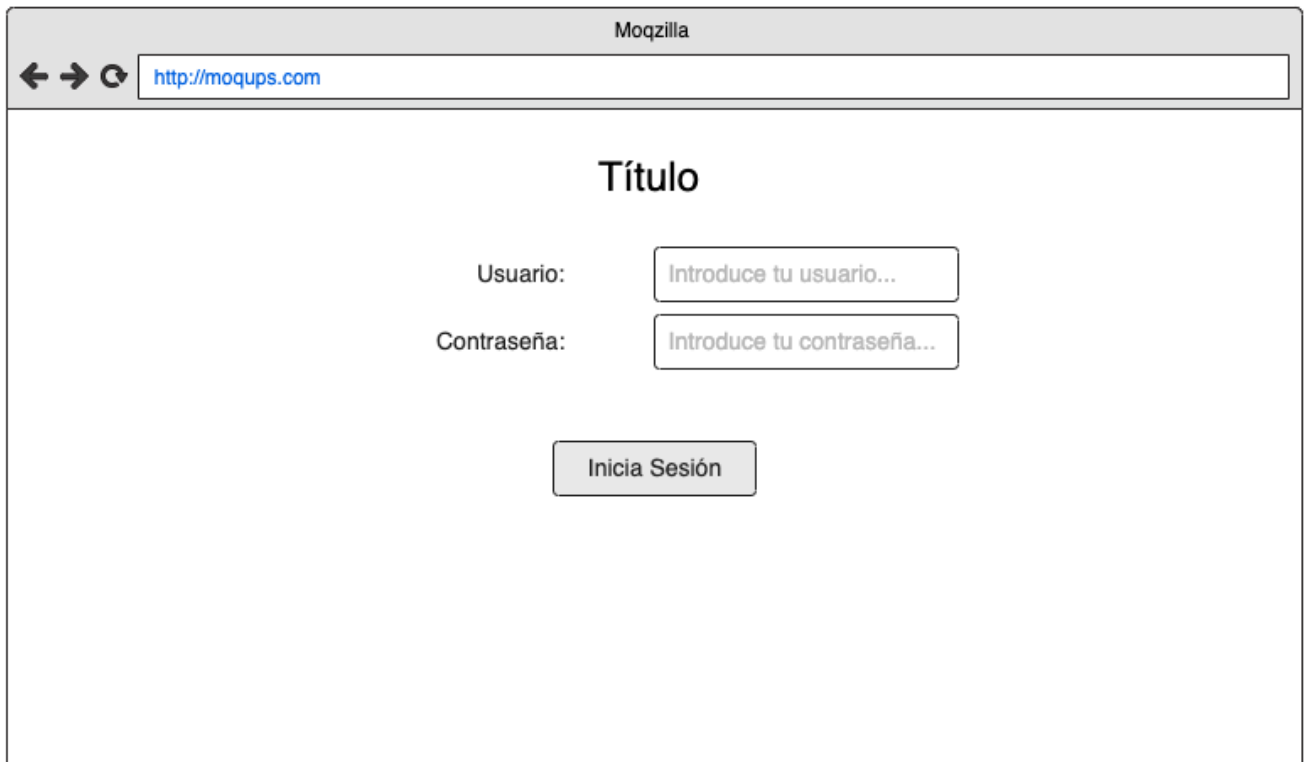 Moqzilla
http://moqups.com
Título
Usuario: Introduce tu usuario...
Contraseña: Introduce tu contraseña...
Inicia Sesión